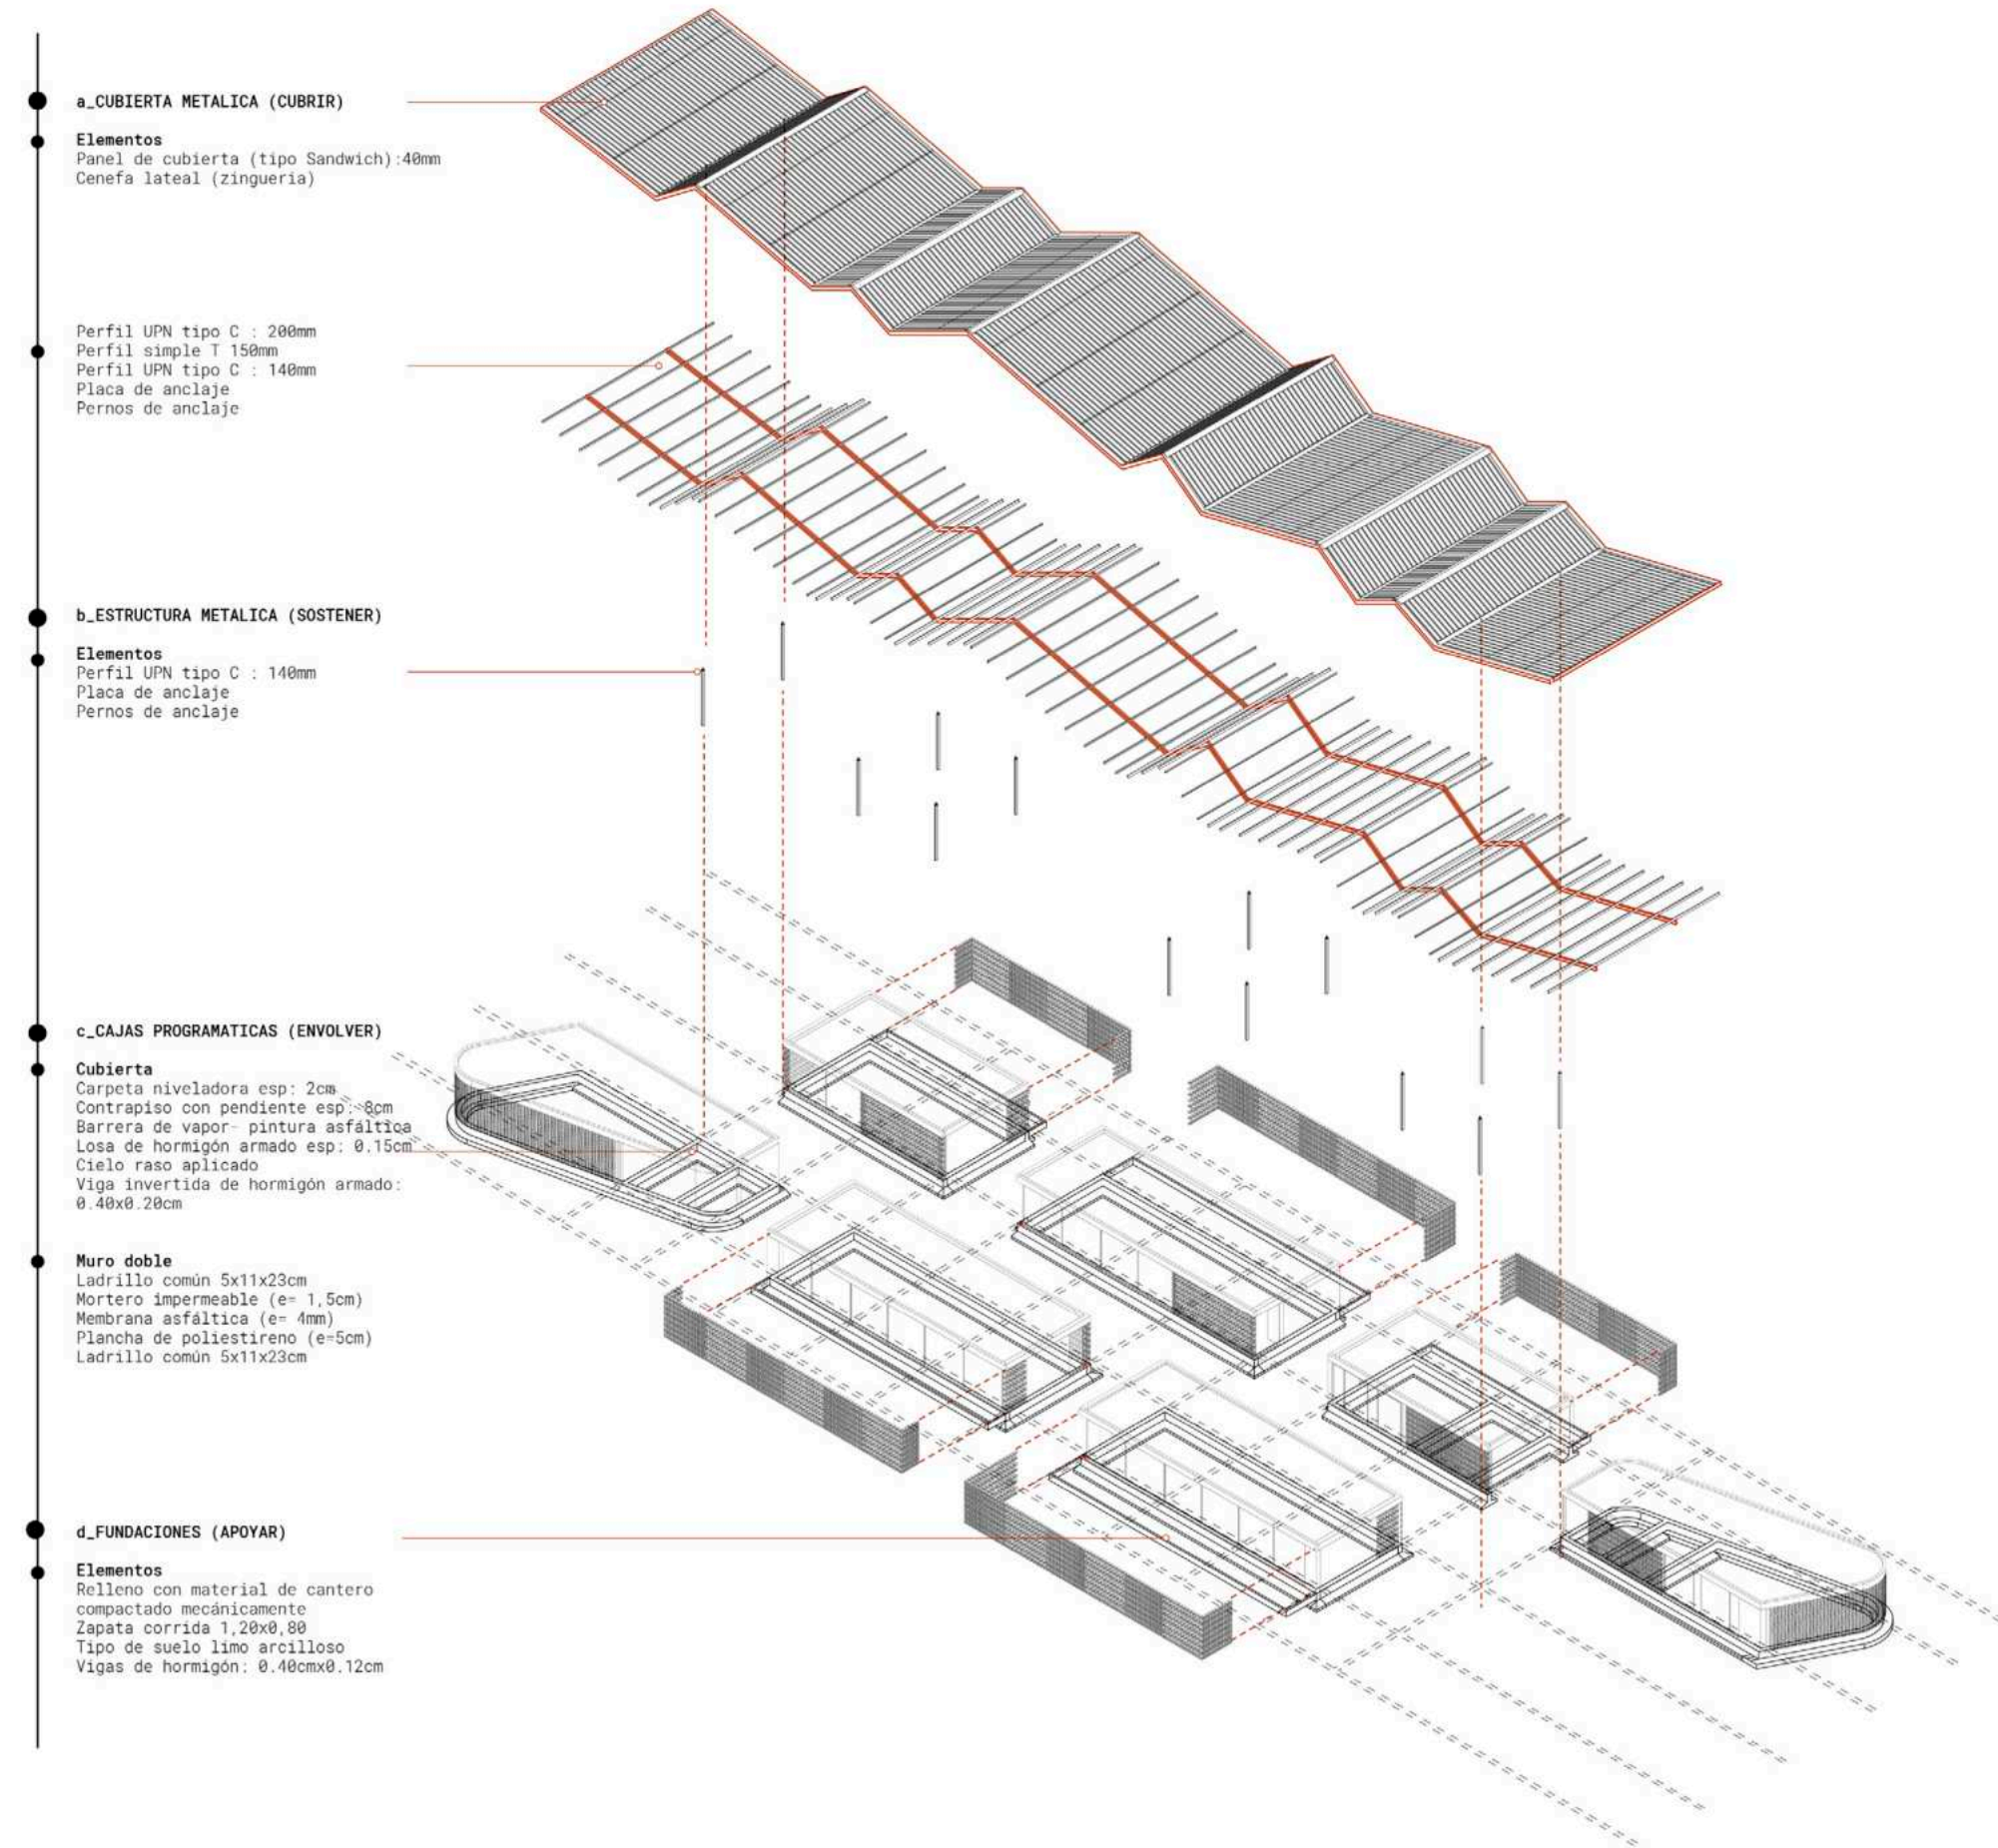 a_CUBIERTA METALICA (CUBRIR)
Elementos
Panel de cubierta (tipo Sandwich):40mm
Cenefa lateal (zingueria)
Perfil UPN tipo C : 200mm
Perfil simple T 150mm
Perfil UPN tipo C : 140mm
Placa de anclaje
Pernos de anclaje
b_ESTRUCTURA METALICA (SOSTENER)
Elementos
Perfil UPN tipo C : 140mm
Placa de anclaje
Pernos de anclaje
c_CAJAS PROGRAMATICAS (ENVOLVER)
Cubierta
Carpeta niveladora esp: 2cm
Contrapiso con pendiente esp: 8cm
Barrera de vapor- pintura asfáltica
Losa de hormigón armado esp: 0.15cm
Cielo raso aplicado
Viga invertida de hormigón armado:
0.40x0.20cm
Muro doble
Ladrillo común 5x11x23cm
Mortero impermeable (e= 1,5cm)
Membrana asfáltica (e= 4mm)
Plancha de poliestireno (e=5cm)
Ladrillo común 5x11x23cm
d_FUNDACIONES (APOYAR)
Elementos
Relleno con material de cantero
compactado mecánicamente
Zapata corrida 1,20x0,80
Tipo de suelo limo arcilloso
Vigas de hormigón: 0.40cmx0.12cm